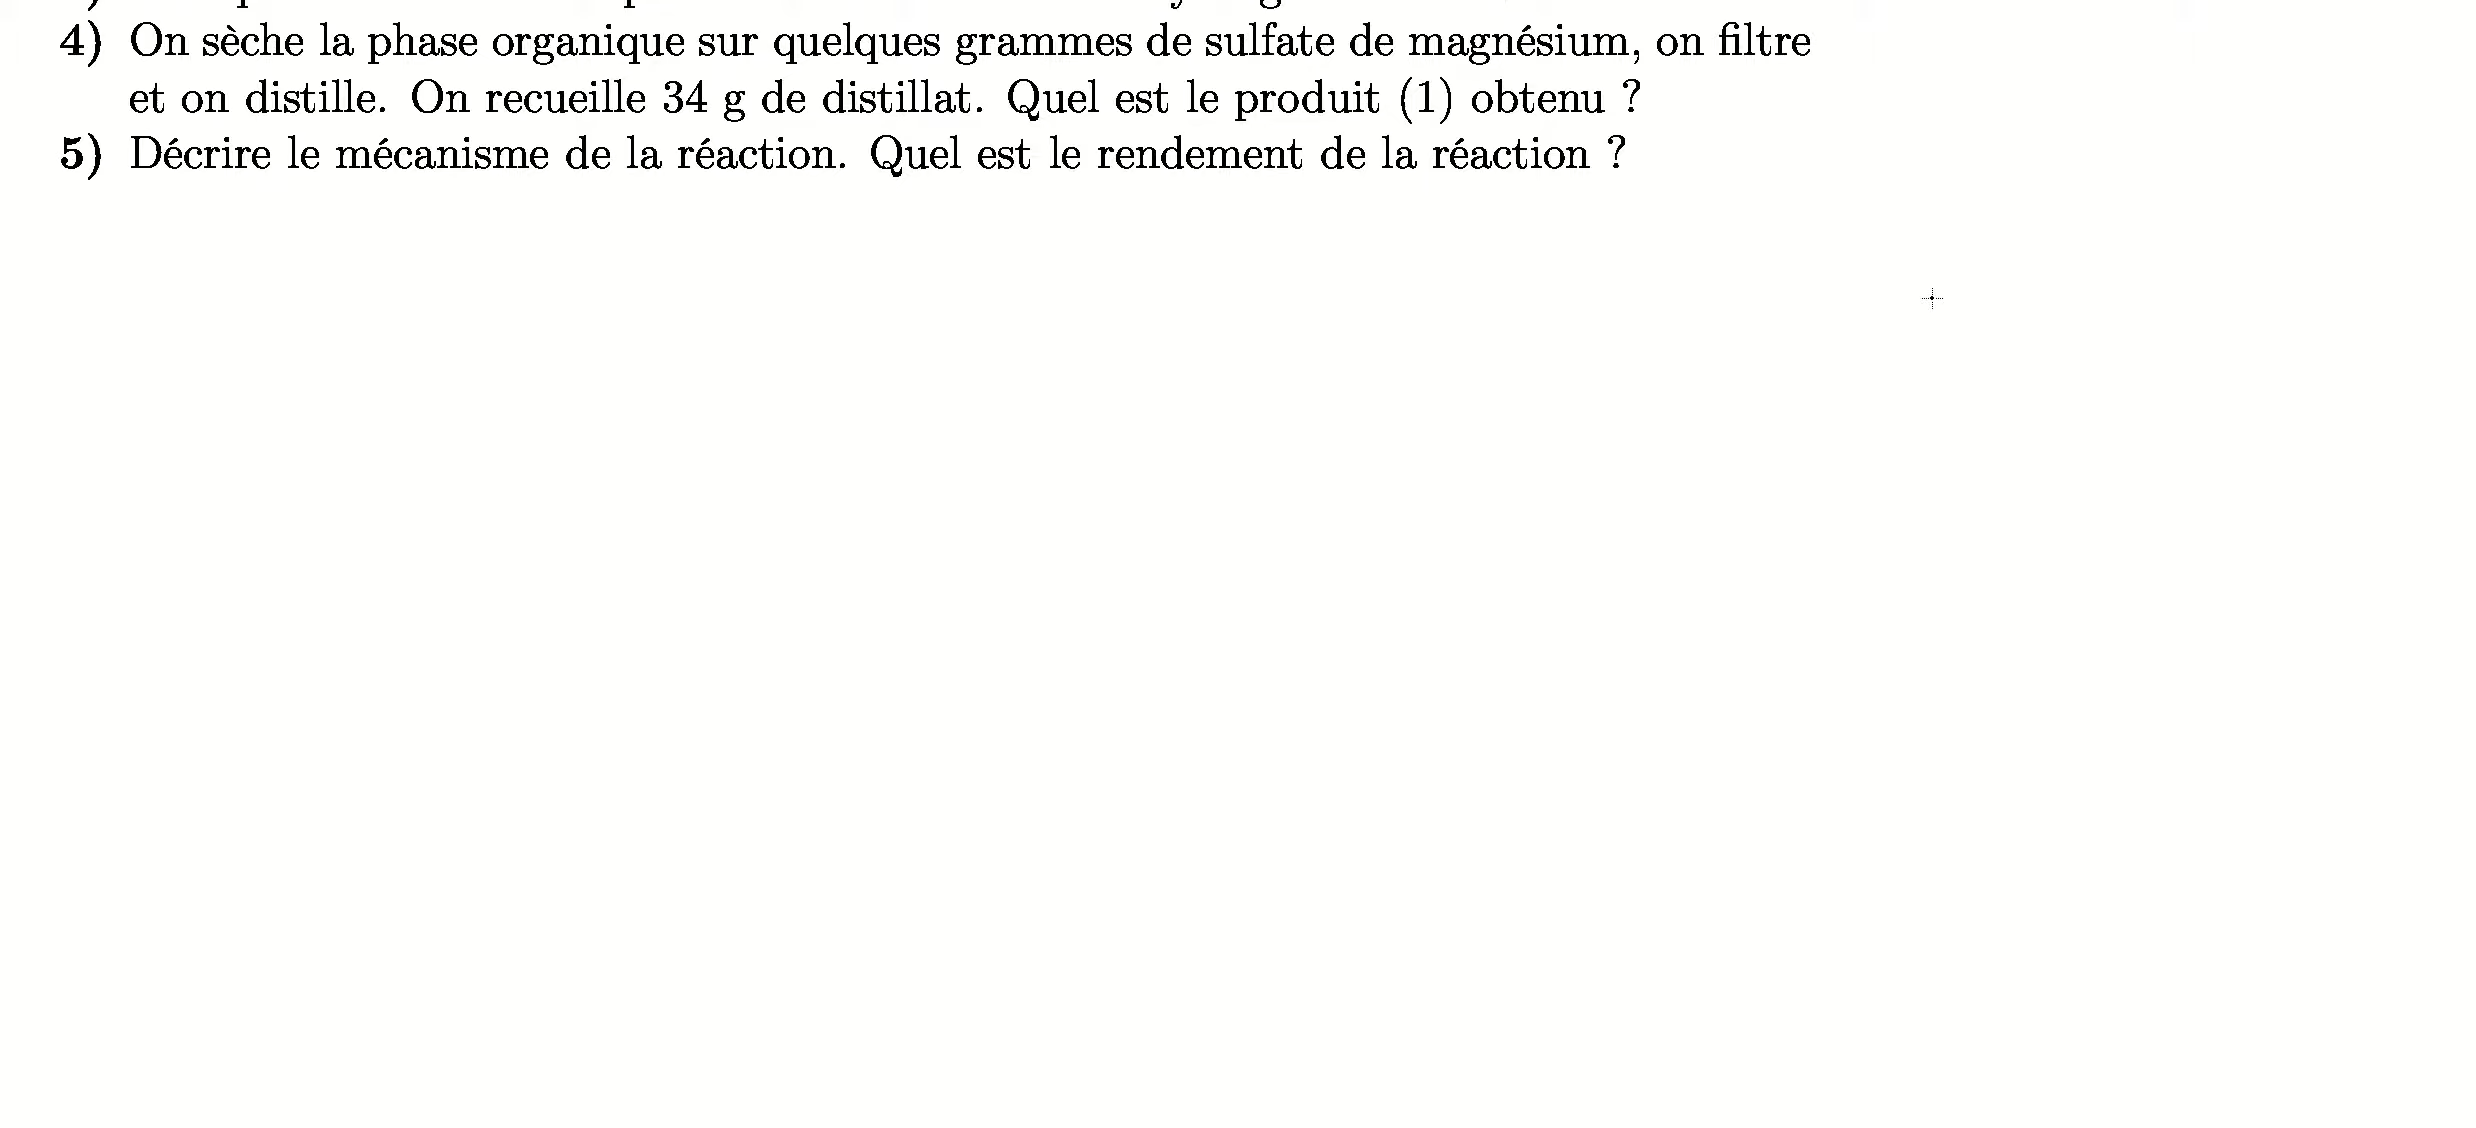 4) On sèche la phase organique sur quelques grammes de sulfate de magnésium, on filtre
et on distille. On recueille 34 g de distillat. Quel est le produit (1) obtenu ?
5) Décrire le mécanisme de la réaction. Quel est le rendement de la réaction ?